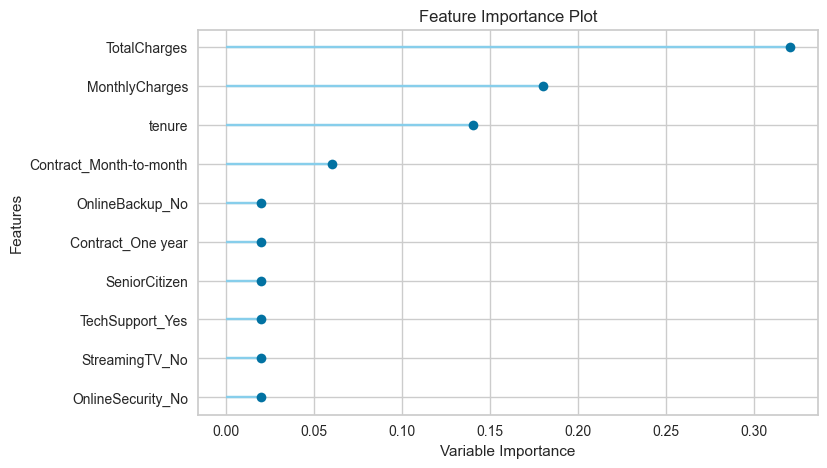 Feature Importance Plot
TotalCharges
MonthlyCharges
tenure
Contract_Month-to-month
OnlineBackup_No
Contract_One year
SeniorCitizen
TechSupport_Yes
StreamingTV_No
OnlineSecurity_No
Features
0.00 0.05 0.10 0.15 0.20 0.25 0.30
Variable Importance